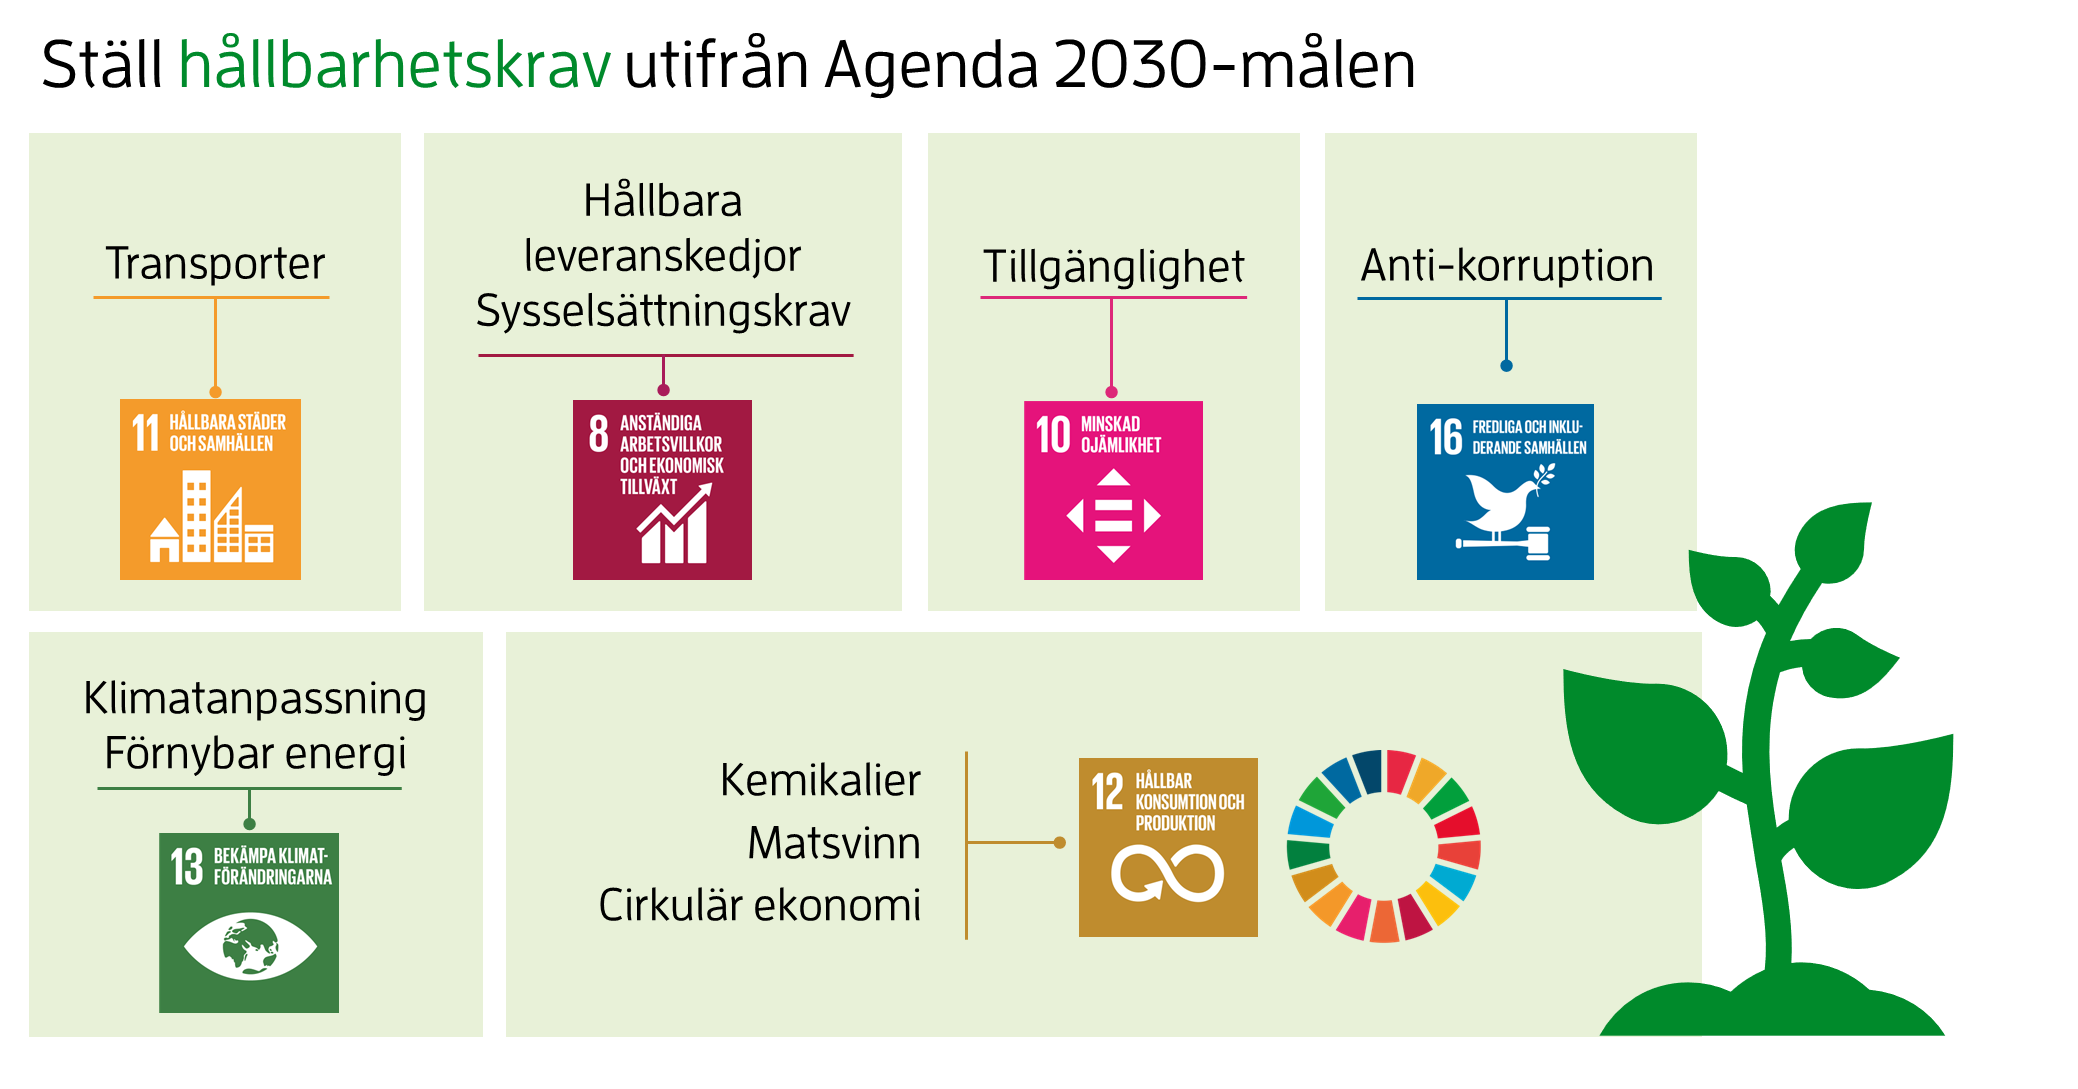 Ställ hållbarhetskrav utifrån Agenda 2030-målen
Transporter
11 HÅLLBARA STÄDER
OCH SAMHÄLLEN
Hållbara
leveranskedjor
Sysselsättningskrav
8 ANSTÄNDIGA
ARBETSVILLKOR
OCH EKONOMISK
TILLVÄXT
Tillgänglighet
10 MINSKAD
OJÄMLIKHET
Anti-korruption
16 FREDLIGA OCH INKLU-
DERANDE SAMHÄLLEN
Klimatanpassning
Förnybar energi
13 BEKÄMPA KLIMAT-
FÖRÄNDRINGARNA
Kemikalier
Matsvinn
Cirkulär ekonomi
12 HÅLLBAR
KONSUMTION OCH
PRODUKTION